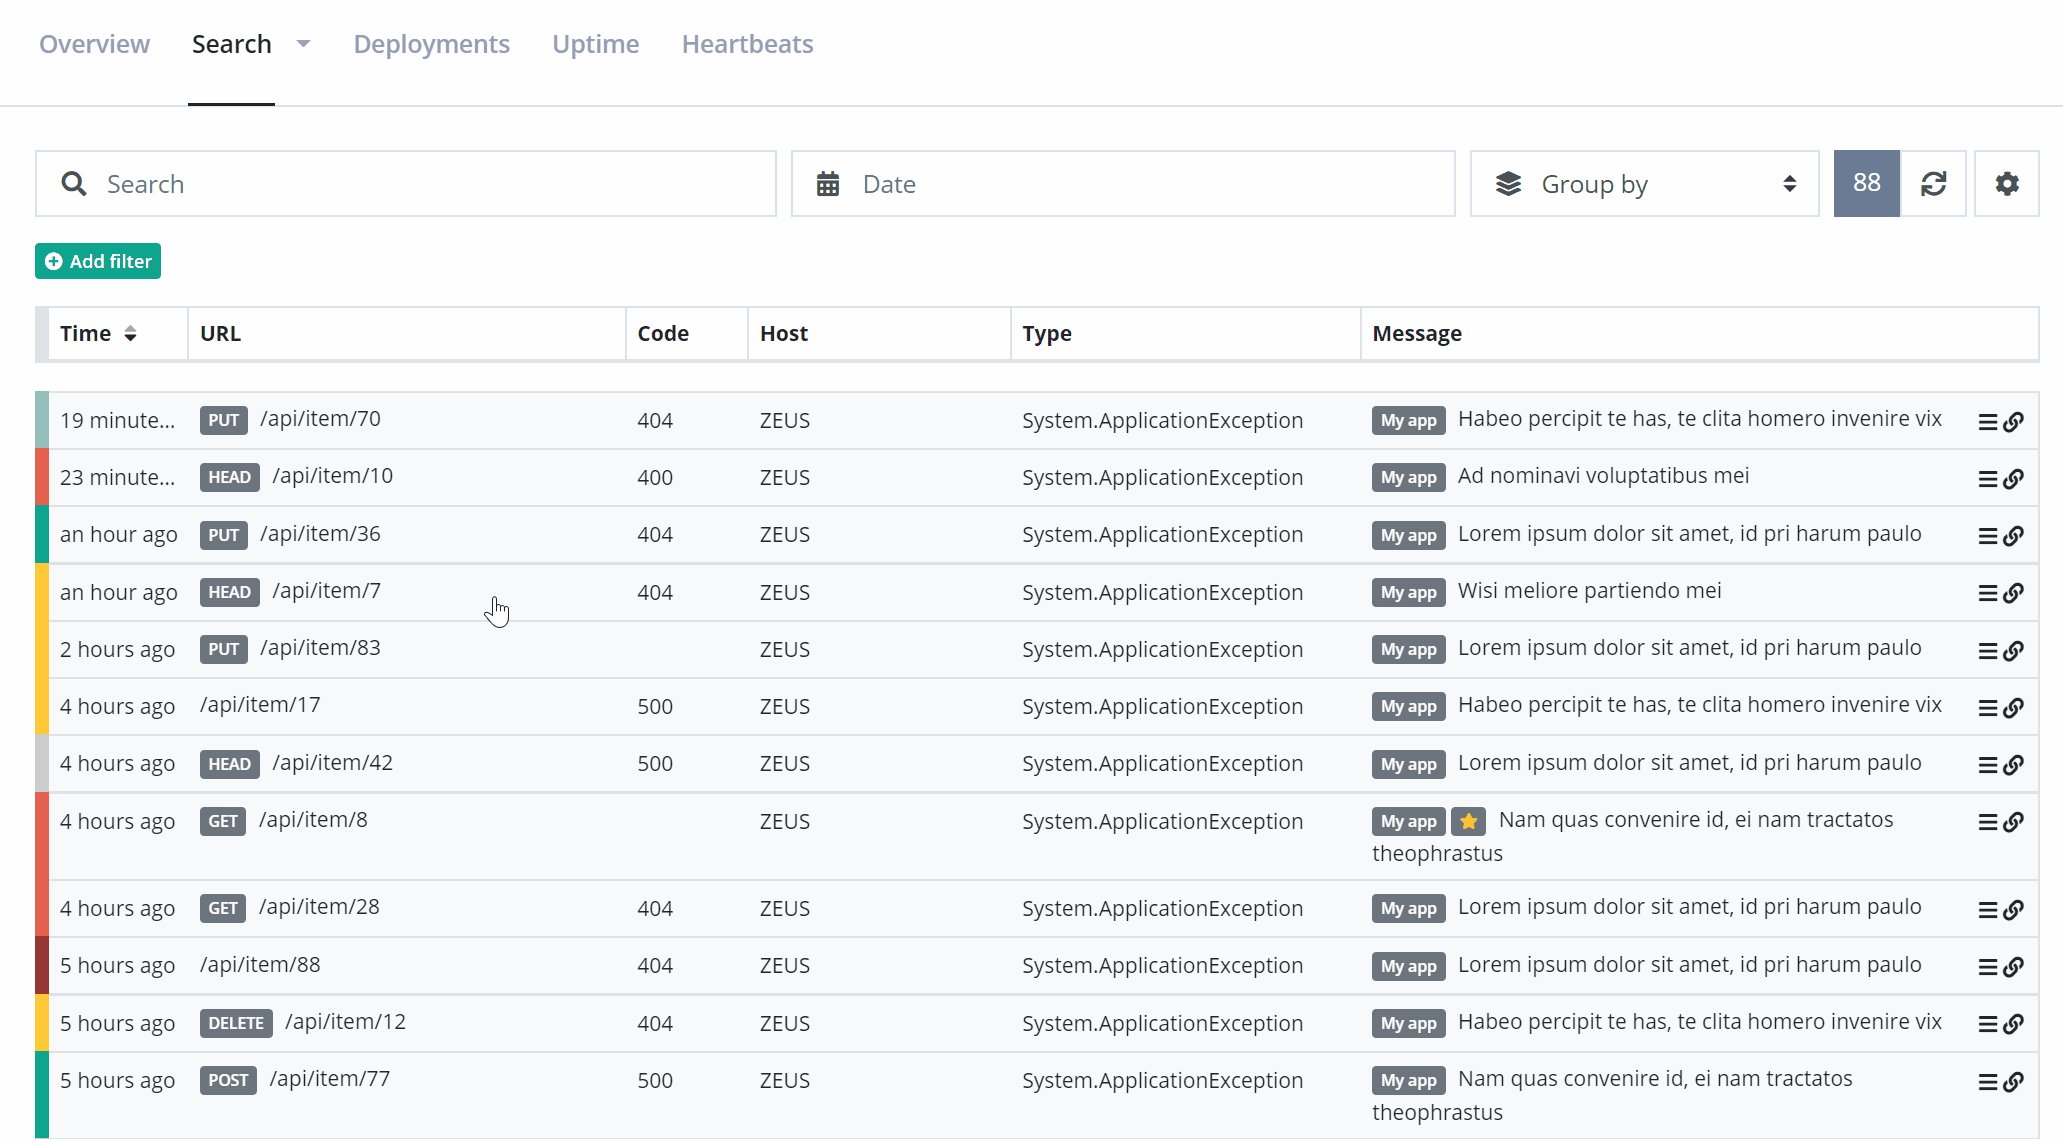 Overview Search Deployments Uptime Heartbeats
Search Date Group by 88
Add filter
Time URL Code Host Type Message
19 minute... PUT /api/item/70 404 ZEUS System.ApplicationException My app Habeo percipit te has, te clita homero invenire vix
23 minute... HEAD /api/item/10 400 ZEUS System.ApplicationException My app Ad nominavi voluptatibus mei
an hour ago PUT /api/item/36 404 ZEUS System.ApplicationException My app Lorem ipsum dolor sit amet, id pri harum paulo
an hour ago HEAD /api/item/7 404 ZEUS System.ApplicationException My app Wisi meliore partiendo mei
2 hours ago PUT /api/item/83 ZEUS System.ApplicationException My app Lorem ipsum dolor sit amet, id pri harum paulo
4 hours ago /api/item/17 500 ZEUS System.ApplicationException My app Habeo percipit te has, te clita homero invenire vix
4 hours ago HEAD /api/item/42 500 ZEUS System.ApplicationException My app Lorem ipsum dolor sit amet, id pri harum paulo
4 hours ago GET /api/item/8 ZEUS System.ApplicationException My app Nam quas convenire id, ei nam tractatos
theophrastus
4 hours ago GET /api/item/28 404 ZEUS System.ApplicationException My app Lorem ipsum dolor sit amet, id pri harum paulo
5 hours ago /api/item/88 404 ZEUS System.ApplicationException My app Lorem ipsum dolor sit amet, id pri harum paulo
5 hours ago DELETE /api/item/12 404 ZEUS System.ApplicationException My app Habeo percipit te has, te clita homero invenire vix
5 hours ago POST /api/item/77 500 ZEUS System.ApplicationException My app Nam quas convenire id, ei nam tractatos
theophrastus